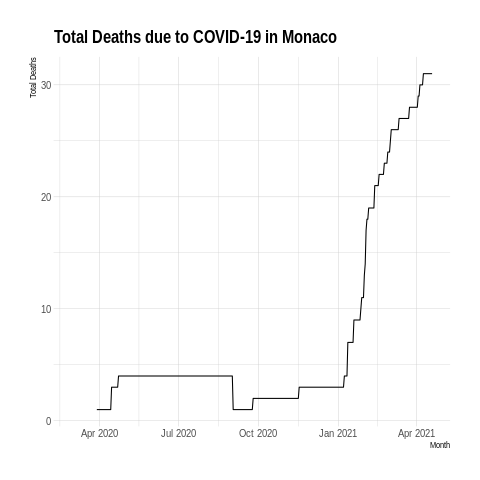 Total Deaths due to COVID-19 in Monaco
Total Deaths
30
20
10
0
Apr 2020 Jul 2020 Oct 2020 Jan 2021 Apr 2021
Month